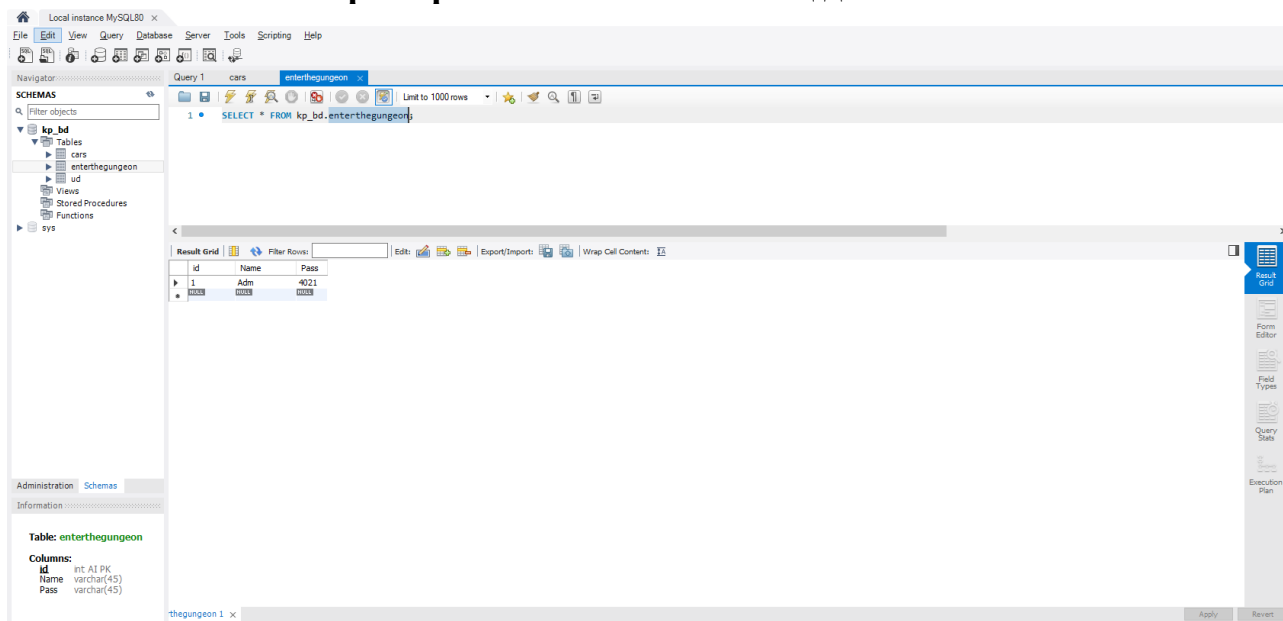 Local instance MySQL80
File Edit View Query Database Server Tools Scripting Help
Navigator
SCHEMAS
Filter objects
kp_bd
Tables
cars
enterthegungeon
ud
Views
Stored Procedures
Functions
sys
Administration Schemas
Information
Table: enterthegungeon
Columns:
id int AI PK
Name varchar(45)
Pass varchar(45)
Query 1 cars enterthegungeon
Limit to 1000 rows
1 SELECT * FROM kp_bd.enterthegungeon;
Result Grid Filter Rows: Edit: Export/Import: Wrap Cell Content:
id Name Pass
1 Adm 4021
NULL NULL NULL
Result
Grid
Form
Editor
Field
Types
Query
Stats
Execution
Plan
thegungeon 1
Apply Revert